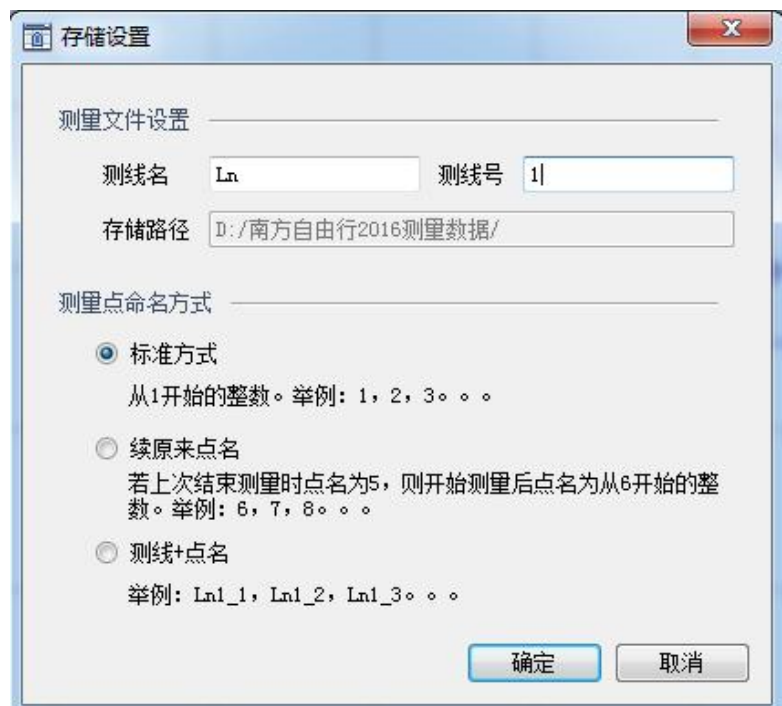 存储设置
测量文件设置
测线名 Ln 测线号 1
存储路径 D:/南方自由行2016测量数据/
测量点命名方式
标准方式
从1开始的整数。举例：1，2，3。。。
续原来点名
若上次结束测量时点名为5，则开始测量后点名为从6开始的整
数。举例：6，7，8。。。
测线+点名
举例：Ln1_1，Ln1_2，Ln1_3。。。
确定 取消